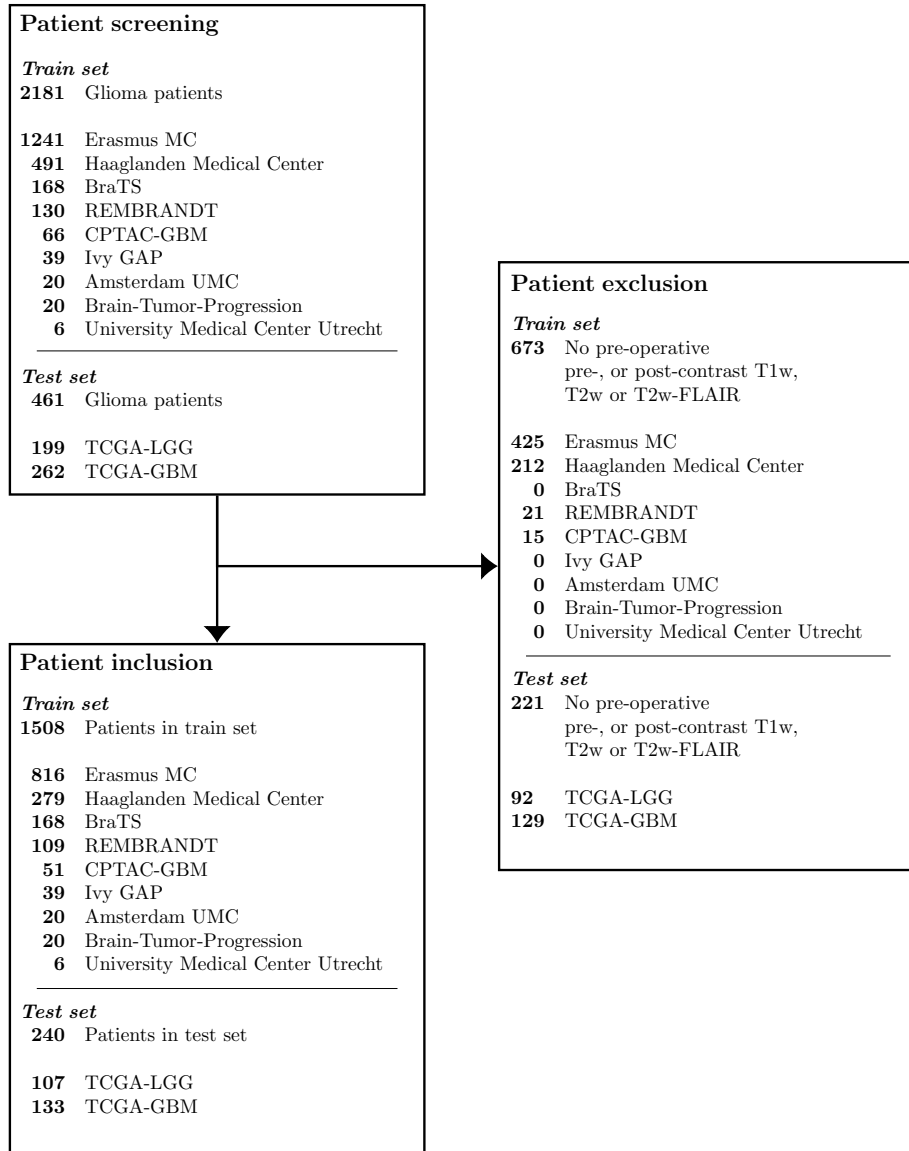 Patient screening
Train set
2181 Glioma patients
1241 Erasmus MC
491 Haaglanden Medical Center
168 BraTS
130 REMBRANDT
66 CPTAC-GBM
39 Ivy GAP
20 Amsterdam UMC
20 Brain-Tumor-Progression
6 University Medical Center Utrecht
Test set
461 Glioma patients
199 TCGA-LGG
262 TCGA-GBM
Patient exclusion
Train set
673 No pre-operative
pre-, or post-contrast T1w,
T2w or T2w-FLAIR
425 Erasmus MC
212 Haaglanden Medical Center
0 BraTS
21 REMBRANDT
15 CPTAC-GBM
0 Ivy GAP
0 Amsterdam UMC
0 Brain-Tumor-Progression
0 University Medical Center Utrecht
Test set
221 No pre-operative
pre-, or post-contrast T1w,
T2w or T2w-FLAIR
92 TCGA-LGG
129 TCGA-GBM
Patient inclusion
Train set
1508 Patients in train set
816 Erasmus MC
279 Haaglanden Medical Center
168 BraTS
109 REMBRANDT
51 CPTAC-GBM
39 Ivy GAP
20 Amsterdam UMC
20 Brain-Tumor-Progression
6 University Medical Center Utrecht
Test set
240 Patients in test set
107 TCGA-LGG
133 TCGA-GBM